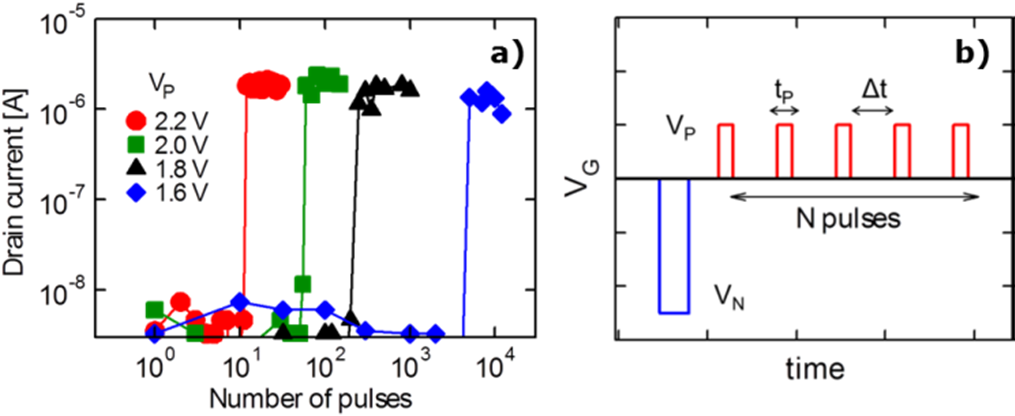 a)
10⁻⁵
10⁻⁶
10⁻⁷
10⁻⁸
Drain current [A]
V_P
2.2 V
2.0 V
1.8 V
1.6 V
10⁰ 10¹ 10² 10³ 10⁴
Number of pulses
b)
t_P Δt
V_P
V_G
N pulses
V_N
time